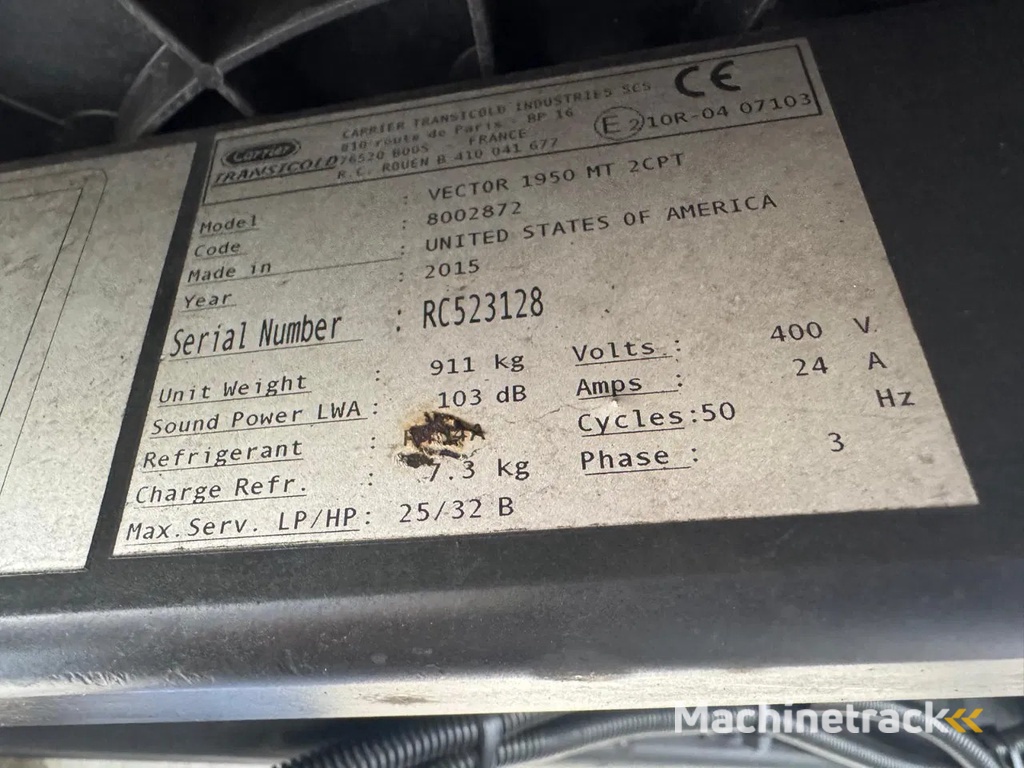 Carrier
TRANSICOLD
CARRIER TRANSICOLD INDUSTRIES SCS
810 route de Paris - BP 16
76520 BOOS - FRANCE
R.C. ROUEN B 410 041 677
CE
E2 10R-04 07103
Model : VECTOR 1950 MT 2CPT
Code : 8002872
Made in : UNITED STATES OF AMERICA
Year : 2015
Serial Number : RC523128
Unit Weight : 911 kg
Sound Power LWA : 103 dB
Refrigerant :
Charge Refr. : 7.3 kg
Max.Serv. LP/HP : 25/32 B
Volts : 400 V.
Amps : 24 A
Cycles:50 Hz
Phase : 3
Machinetrack